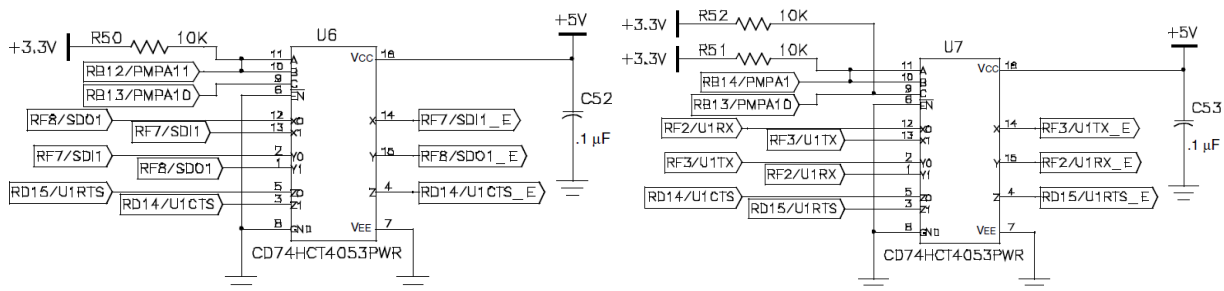 U6
+5V
+3.3V
R50
10K
11
A
VCC
16
RB12/PMPA11
10
B
RB13/PMPA10
9
C
6
EN
C52
.1 µF
RF8/SDO1
12
X0
X
14
RF7/SDI1_E
RF7/SDI1
13
X1
RF7/SDI1
2
Y0
Y
15
RF8/SDO1_E
RF8/SDO1
1
Y1
RD15/U1RTS
5
Z0
Z
4
RD14/U1CTS_E
RD14/U1CTS
3
Z1
8
GND
VEE
7
CD74HCT4053PWR
+3.3V
R52
10K
U7
+5V
+3.3V
R51
10K
11
A
VCC
16
RB14/PMPA1
10
B
RB13/PMPA10
9
C
6
EN
C53
.1 µF
RF2/U1RX
12
X0
X
14
RF3/U1TX_E
RF3/U1TX
13
X1
RF3/U1TX
2
Y0
Y
15
RF2/U1RX_E
RF2/U1RX
1
Y1
RD14/U1CTS
5
Z0
Z
4
RD15/U1RTS_E
RD15/U1RTS
3
Z1
8
GND
VEE
7
CD74HCT4053PWR